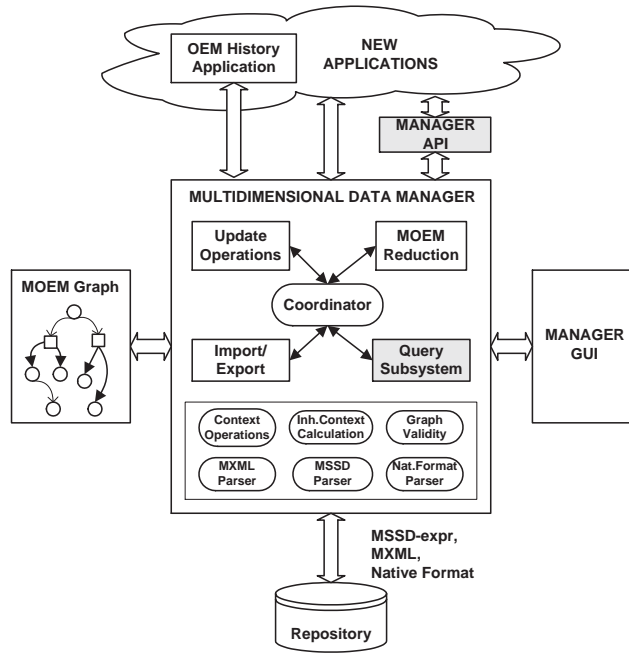 OEM History
Application
NEW
APPLICATIONS
MANAGER
API
MULTIDIMENSIONAL DATA MANAGER
Update
Operations
MOEM
Reduction
MOEM Graph
Coordinator
MANAGER
GUI
Import/
Export
Query
Subsystem
Context
Operations
Inh.Context
Calculation
Graph
Validity
MXML
Parser
MSSD
Parser
Nat.Format
Parser
MSSD-expr,
MXML,
Native Format
Repository